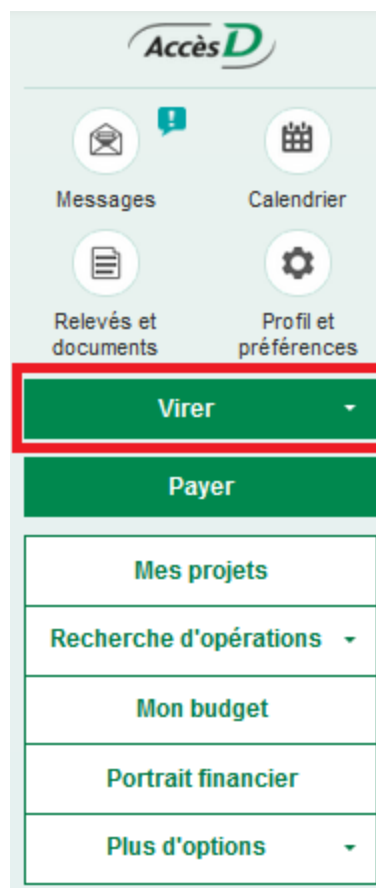 AccèsD
Messages
Calendrier
Relevés et
documents
Profil et
préférences
Virer
Payer
Mes projets
Recherche d'opérations
Mon budget
Portrait financier
Plus d'options